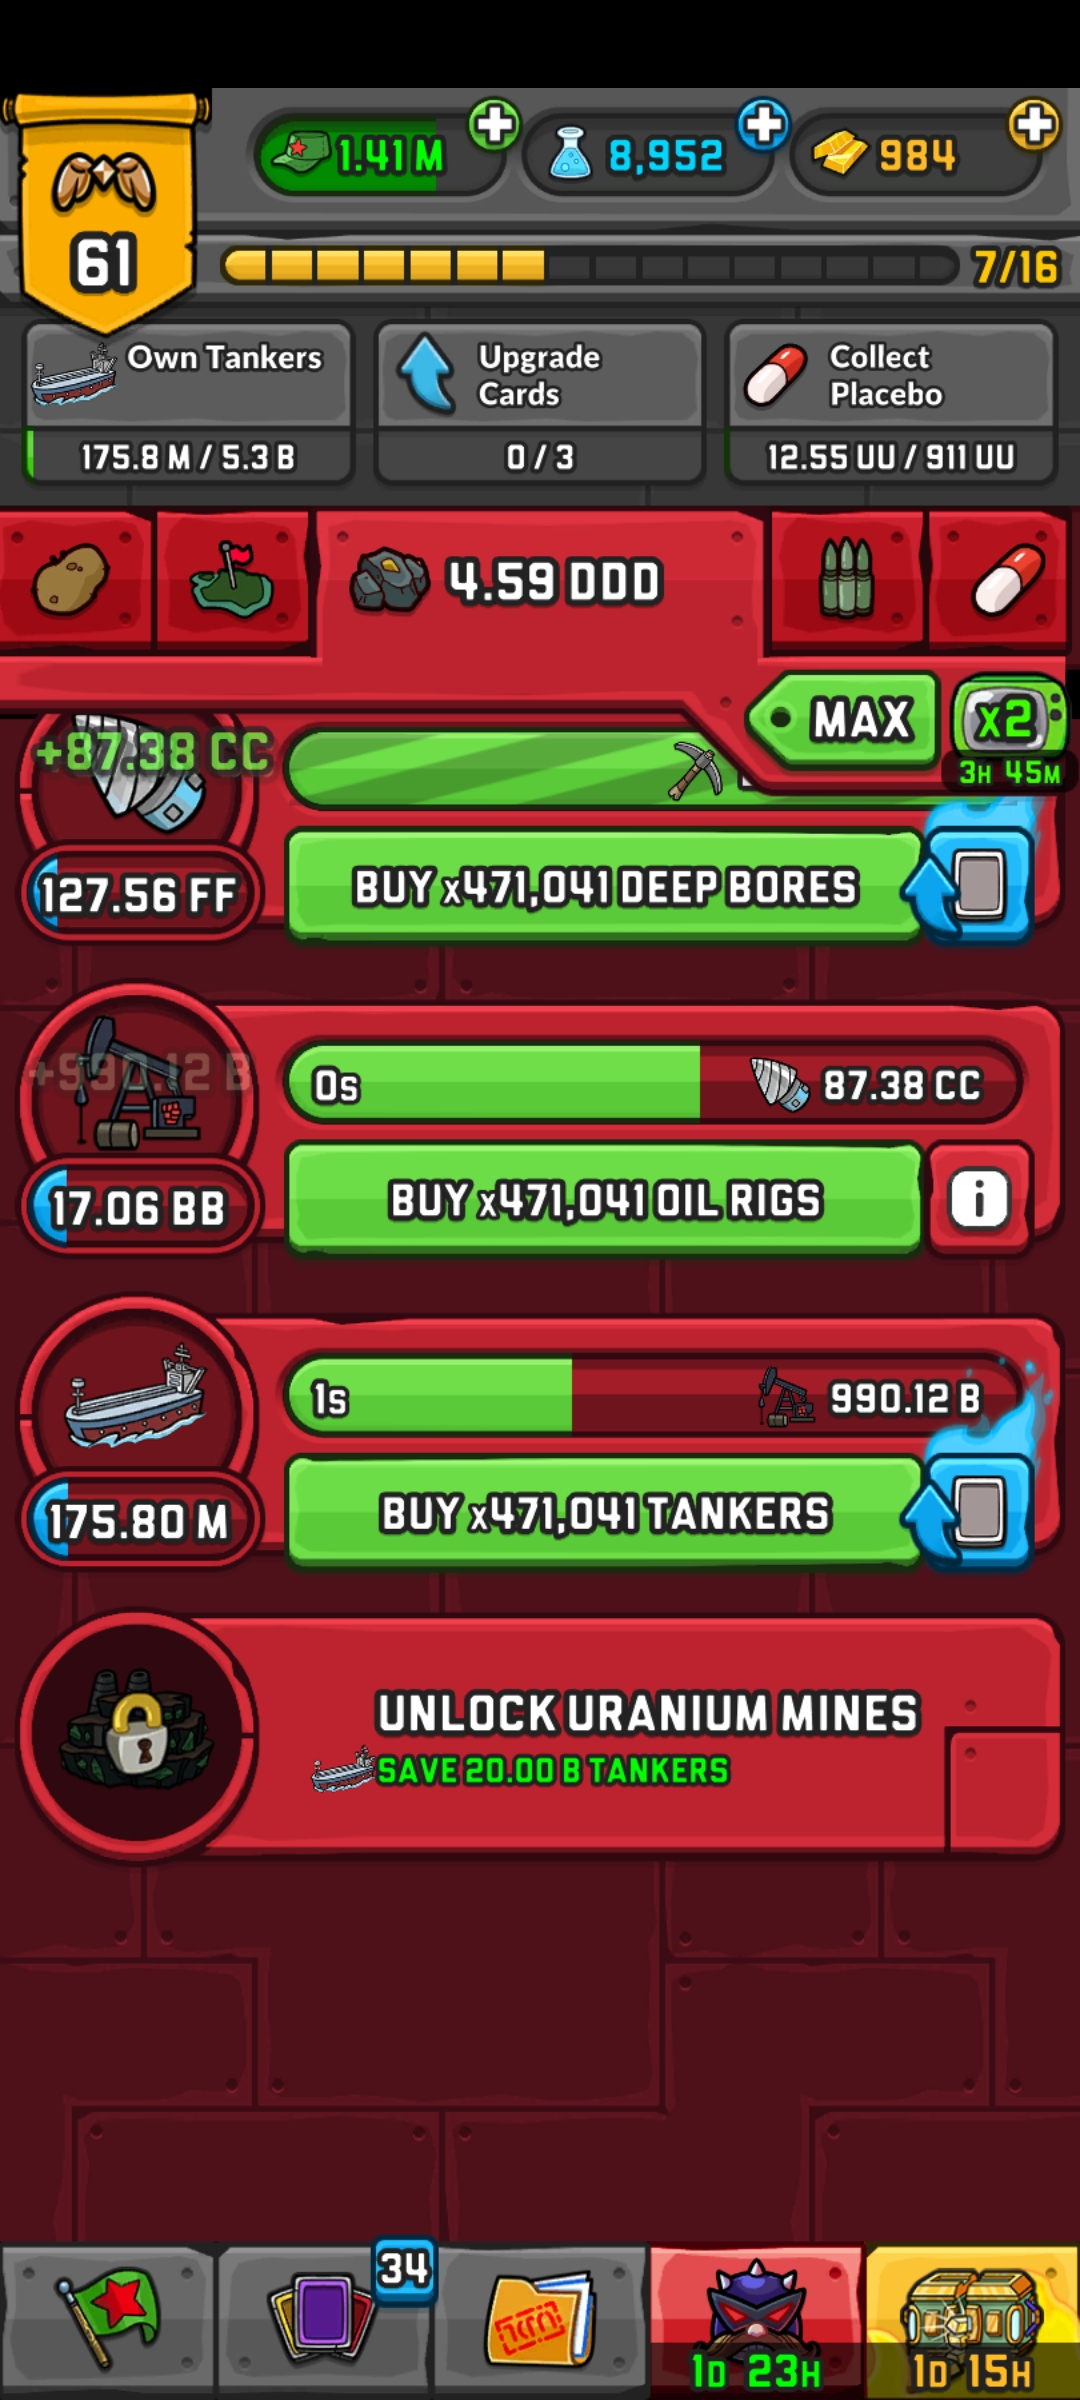 1.41 M
8,952
984
61
7/16
Own Tankers
175.8 M / 5.3 B
Upgrade
Cards
0 / 3
Collect
Placebo
12.55 UU / 911 UU
4.59 DDD
MAX
x2
3H 45M
+87.38 CC
127.56 FF
BUY x471,041 DEEP BORES
+990.12 B
0s
87.38 CC
17.06 BB
BUY x471,041 OIL RIGS
i
1s
990.12 B
175.80 M
BUY x471,041 TANKERS
UNLOCK URANIUM MINES
SAVE 20.00 B TANKERS
34
1D 23H
1D 15H